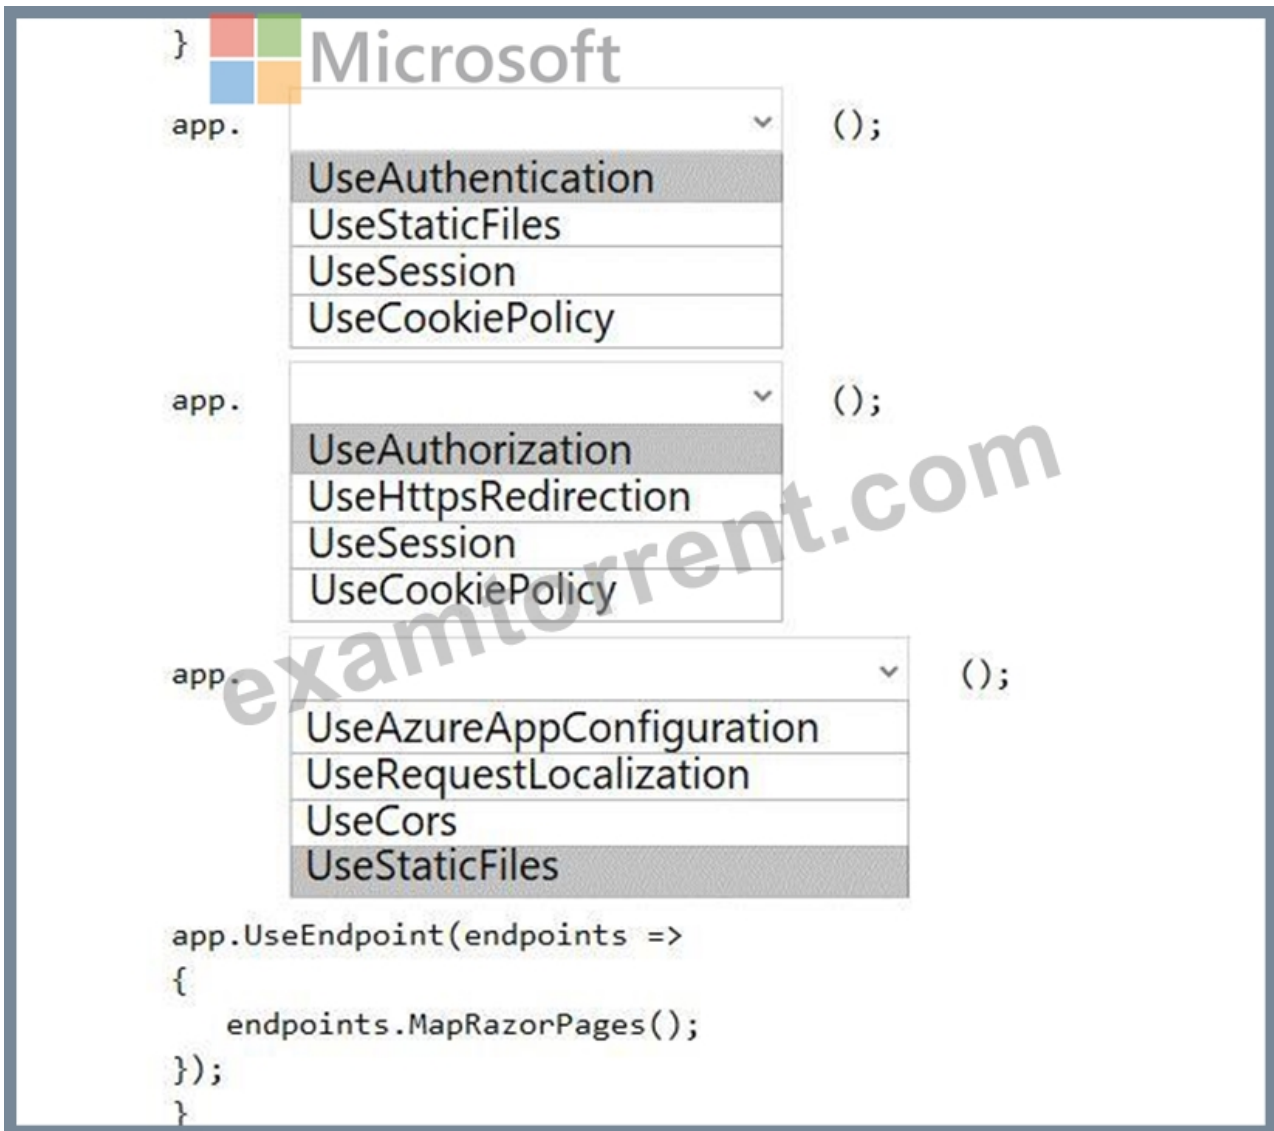 }
Microsoft
app. ();
UseAuthentication
UseStaticFiles
UseSession
UseCookiePolicy
app. ();
UseAuthorization
UseHttpsRedirection
UseSession
UseCookiePolicy
examtorrent.com
app. ();
UseAzureAppConfiguration
UseRequestLocalization
UseCors
UseStaticFiles
app.UseEndpoint(endpoints =>
{
endpoints.MapRazorPages();
});
}